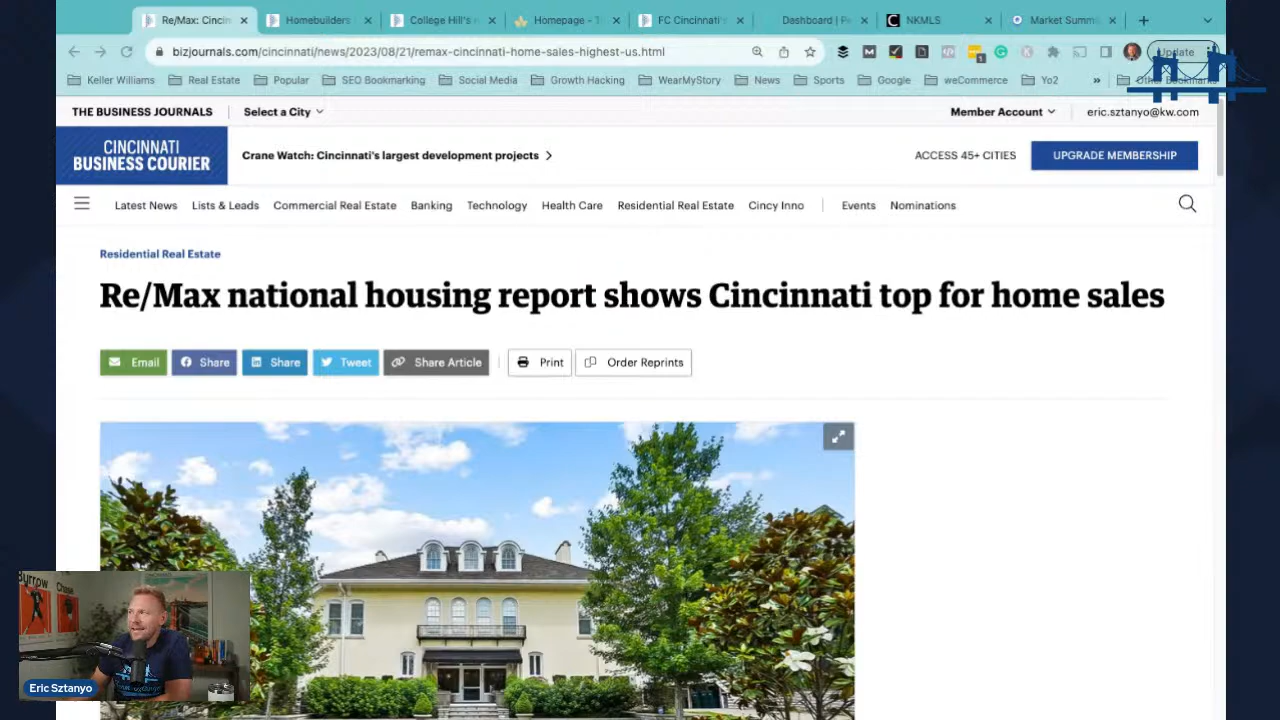 Re/Max: Cincin
Homebuilders
College Hill's r
Homepage - T
FC Cincinnati's
Dashboard | P
NKMLS
Market Summ
bizjournals.com/cincinnati/news/2023/08/21/remax-cincinnati-home-sales-highest-us.html
Update
Keller Williams
Real Estate
Popular
SEO Bookmarking
Social Media
Growth Hacking
WearMyStory
News
Sports
Google
weCommerce
Yo2
»
Other Bookmarks
THE BUSINESS JOURNALS
Select a City
Member Account
eric.sztanyo@kw.com
CINCINNATI
BUSINESS COURIER
Crane Watch: Cincinnati's largest development projects
ACCESS 45+ CITIES
UPGRADE MEMBERSHIP
Latest News
Lists & Leads
Commercial Real Estate
Banking
Technology
Health Care
Residential Real Estate
Cincy Inno
Events
Nominations
Residential Real Estate
Re/Max national housing report shows Cincinnati top for home sales
Email
Share
Share
Tweet
Share Article
Print
Order Reprints
Burrow
Chase
Eric Sztanyo